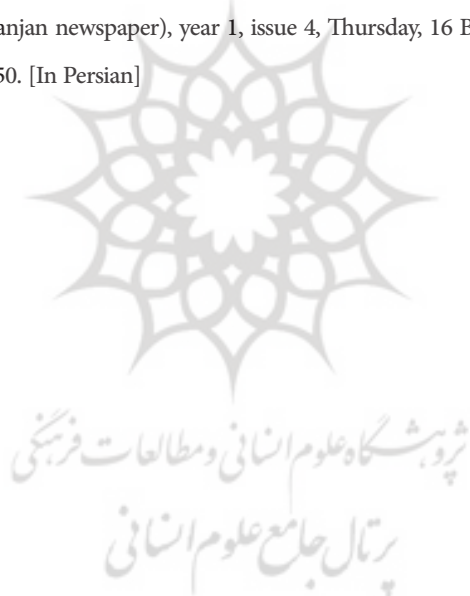 anjan newspaper), year 1, issue 4, Thursday, 16 B
50. [In Persian]
پژوهشگاه علوم انسانی و مطالعات فرهنگی
پرتال جامع علوم انسانی